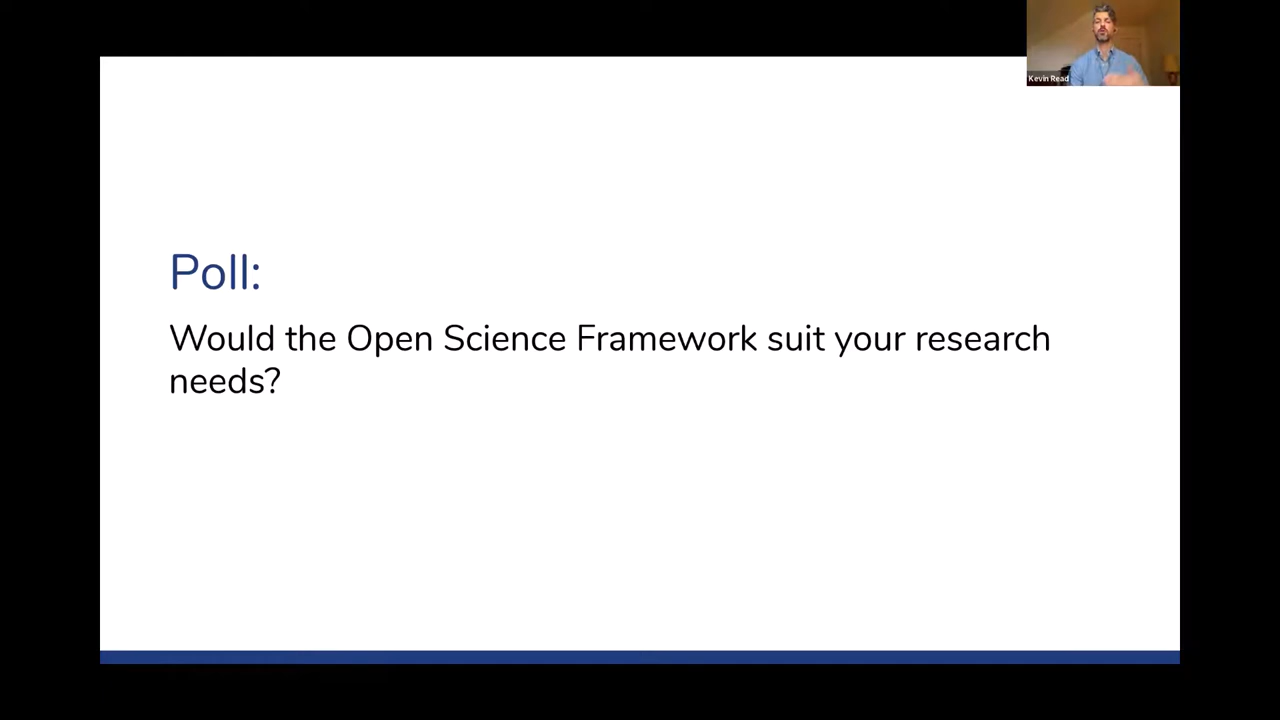 Kevin Read
Poll:
Would the Open Science Framework suit your research
needs?